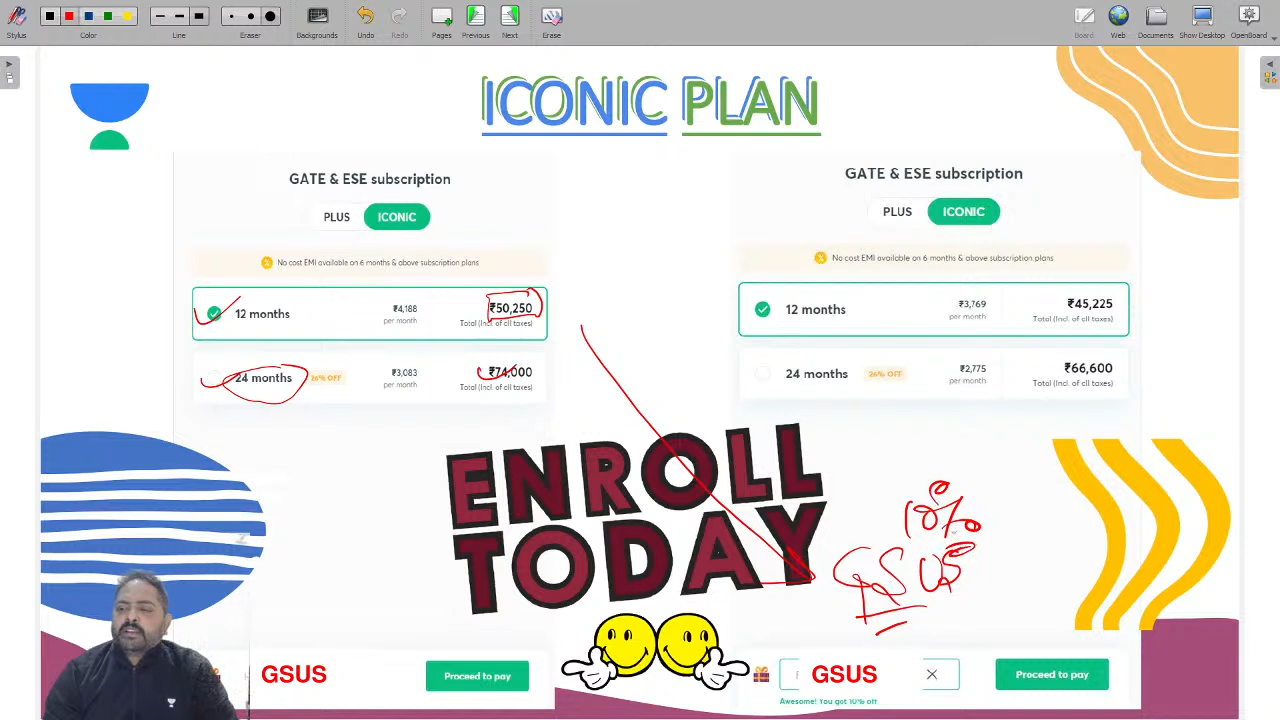 Stylus
Color
Line
Eraser
Backgrounds
Undo
Redo
Pages
Previous
Next
Erase
Board
Web
Documents
Show Desktop
OpenBoard
ICONIC PLAN
GATE & ESE subscription
PLUS ICONIC
No cost EMI available on 6 months & above subscription plans
12 months ₹4,188 per month ₹50,250 Total (Incl. of all taxes)
24 months 26% OFF ₹3,083 per month ₹74,000 Total (Incl. of all taxes)
GSUS Proceed to pay
GATE & ESE subscription
PLUS ICONIC
No cost EMI available on 6 months & above subscription plans
12 months ₹3,769 per month ₹45,225 Total (Incl. of all taxes)
24 months 26% OFF ₹2,775 per month ₹66,600 Total (Incl. of all taxes)
ENROLL
TODAY
10%
GSUS
GSUS Proceed to pay
Awesome! You got 10% off